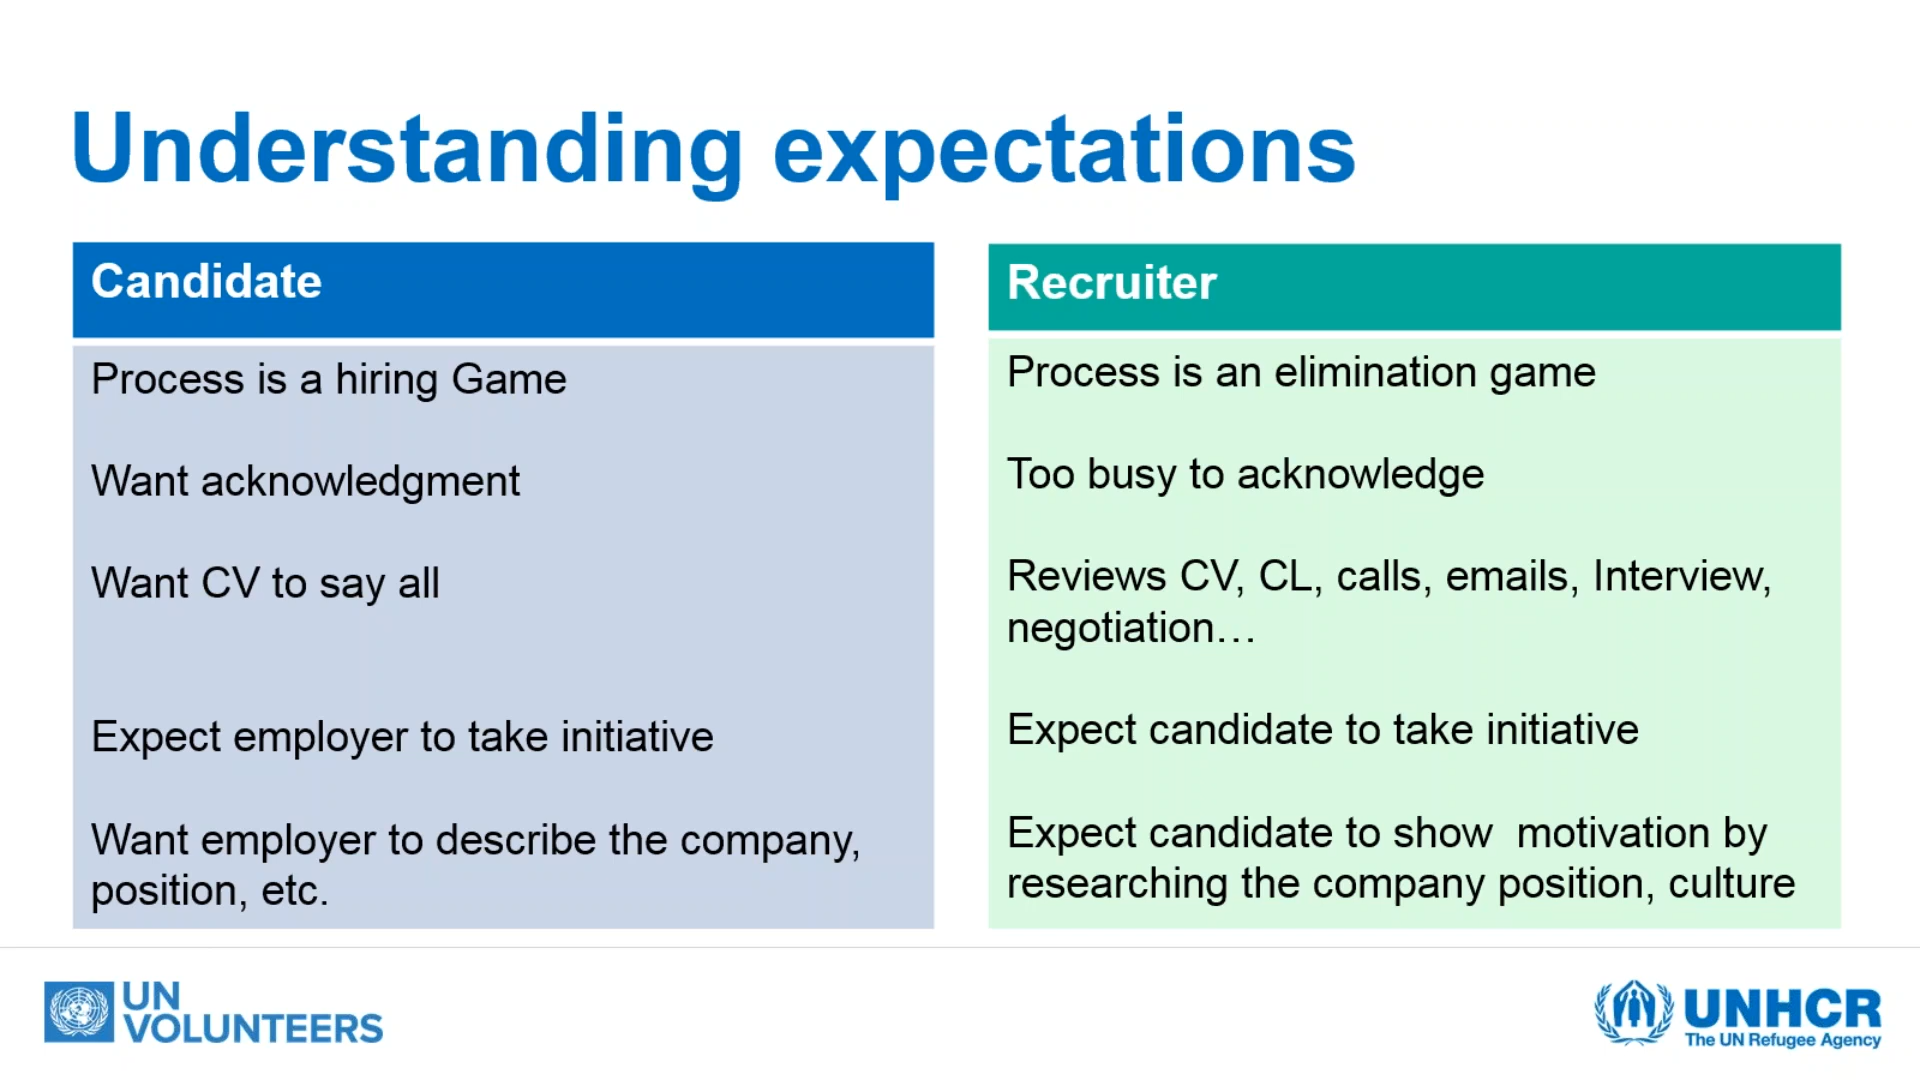 Understanding expectations
Candidate
Process is a hiring Game
Want acknowledgment
Want CV to say all
Expect employer to take initiative
Want employer to describe the company,
position, etc.
Recruiter
Process is an elimination game
Too busy to acknowledge
Reviews CV, CL, calls, emails, Interview,
negotiation…
Expect candidate to take initiative
Expect candidate to show  motivation by
researching the company position, culture
UN
VOLUNTEERS
UNHCR
The UN Refugee Agency